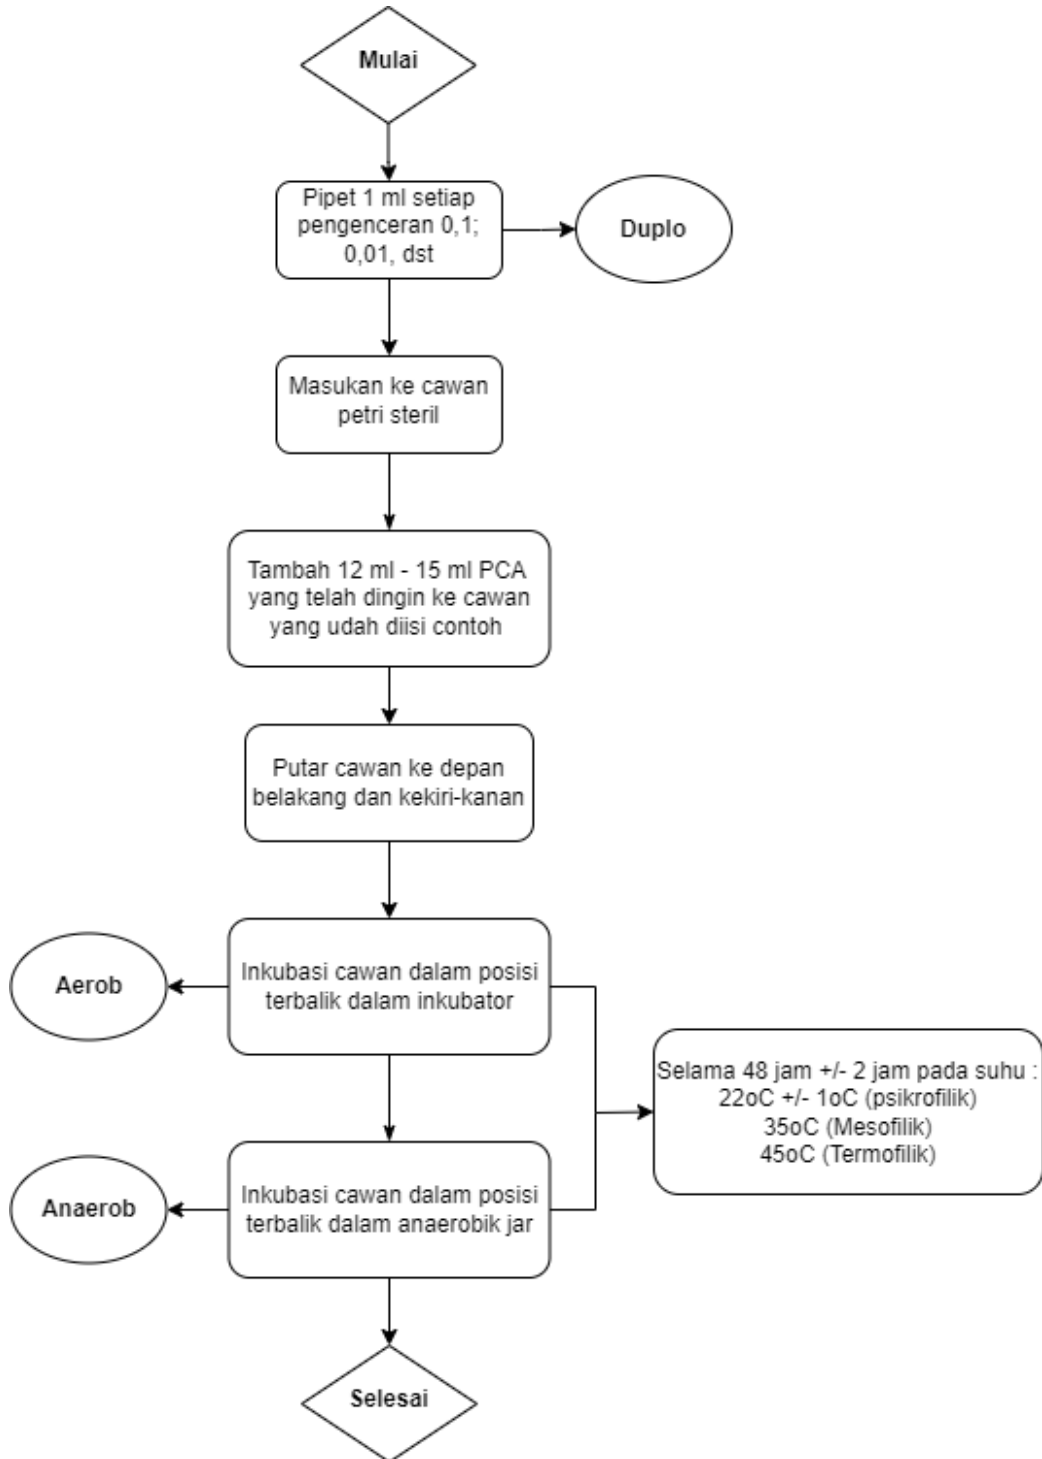 Mulai
Pipet 1 ml setiap
pengenceran 0,1;
0,01, dst
Duplo
Masukan ke cawan
petri steril
Tambah 12 ml - 15 ml PCA
yang telah dingin ke cawan
yang udah diisi contoh
Putar cawan ke depan
belakang dan kekiri-kanan
Aerob
Inkubasi cawan dalam posisi
terbalik dalam inkubator
Selama 48 jam +/- 2 jam pada suhu :
22oC +/- 1oC (psikrofilik)
35oC (Mesofilik)
45oC (Termofilik)
Anaerob
Inkubasi cawan dalam posisi
terbalik dalam anaerobik jar
Selesai